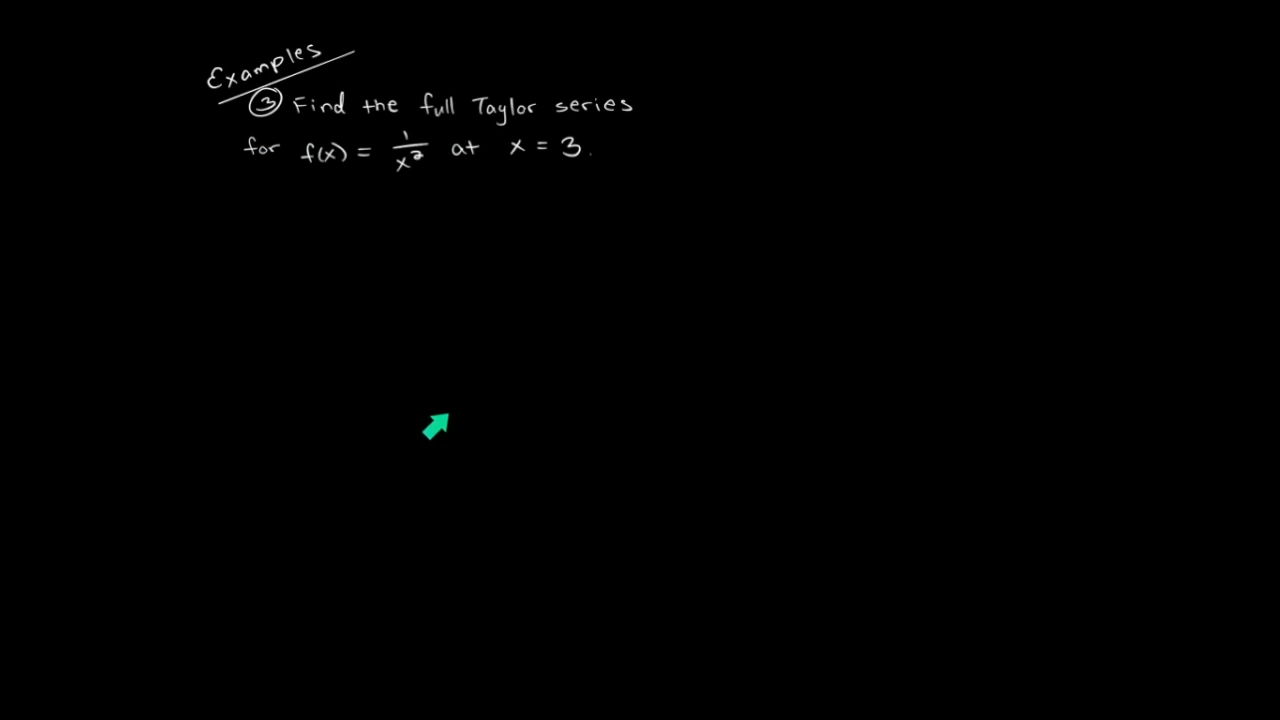 Examples
③ Find the full Taylor series
for f(x) = 1/x² at x = 3.